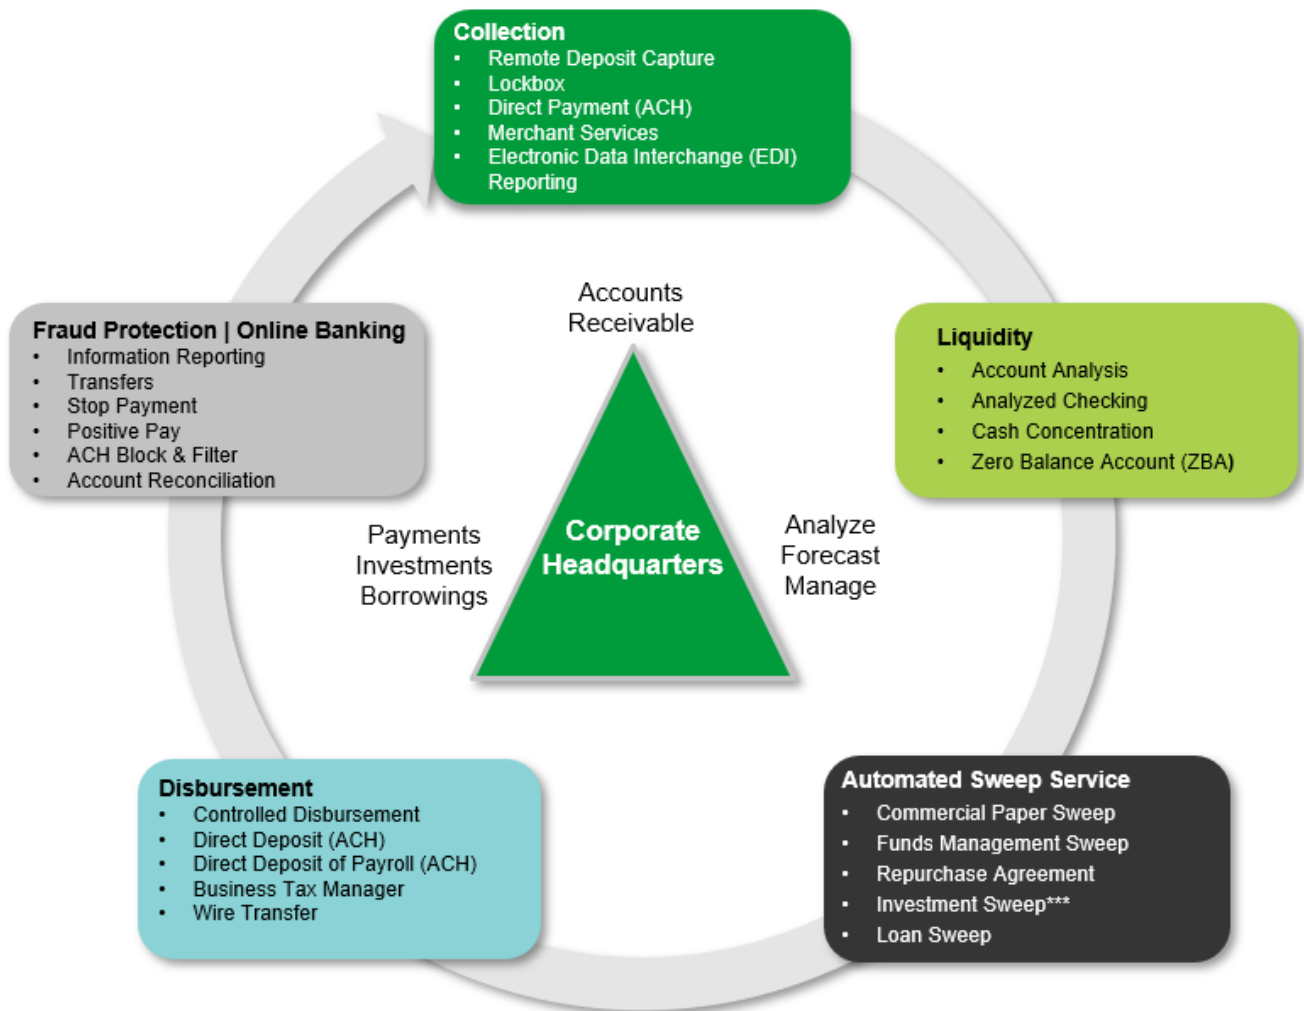 Collection
• Remote Deposit Capture
• Lockbox
• Direct Payment (ACH)
• Merchant Services
• Electronic Data Interchange (EDI)
Reporting
Accounts
Receivable
Fraud Protection | Online Banking
• Information Reporting
• Transfers
• Stop Payment
• Positive Pay
• ACH Block & Filter
• Account Reconciliation
Liquidity
• Account Analysis
• Analyzed Checking
• Cash Concentration
• Zero Balance Account (ZBA)
Payments
Investments
Borrowings
Corporate
Headquarters
Analyze
Forecast
Manage
Disbursement
• Controlled Disbursement
• Direct Deposit (ACH)
• Direct Deposit of Payroll (ACH)
• Business Tax Manager
• Wire Transfer
Automated Sweep Service
• Commercial Paper Sweep
• Funds Management Sweep
• Repurchase Agreement
• Investment Sweep***
• Loan Sweep